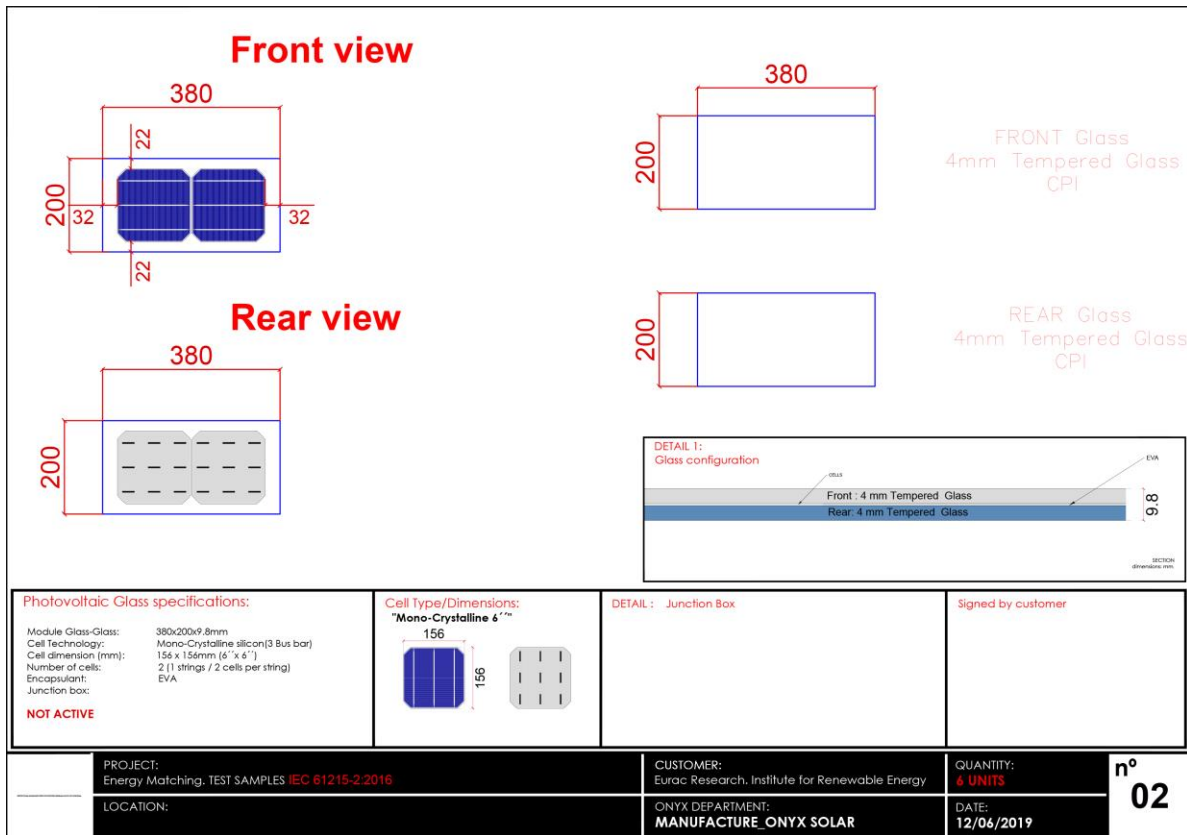 Front view
380
22
200
32
32
22
Rear view
380
200
380
200
FRONT Glass
4mm Tempered Glass
CPI
200
REAR Glass
4mm Tempered Glass
CPI
DETAIL 1:
Glass configuration
CELLS
EVA
Front : 4 mm Tempered Glass
Rear: 4 mm Tempered Glass
9.8
SECTION
dimensions: mm.
Photovoltaic Glass specifications:
Module Glass-Glass: 380x200x9.8mm
Cell Technology: Mono-Crystalline silicon(3 Bus bar)
Cell dimension (mm): 156 x 156mm (6´´x 6´´)
Number of cells: 2 (1 strings / 2 cells per string)
Encapsulant: EVA
Junction box:
NOT ACTIVE
Cell Type/Dimensions:
"Mono-Crystalline 6´´"
156
156
DETAIL : Junction Box
Signed by customer
PROJECT:
Energy Matching. TEST SAMPLES IEC 61215-2:2016
LOCATION:
CUSTOMER:
Eurac Research. Institute for Renewable Energy
ONYX DEPARTMENT:
MANUFACTURE_ONYX SOLAR
QUANTITY:
6 UNITS
DATE:
12/06/2019
nº
02